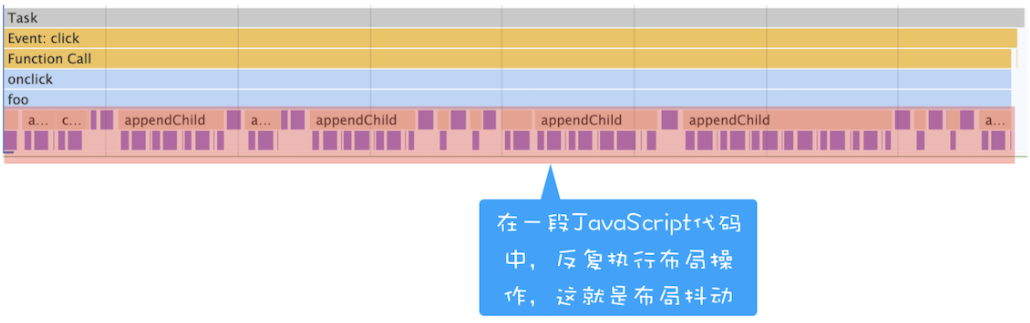 Task
Event: click
Function Call
onclick
foo
a... c... appendChild a... appendChild appendChild appendChild a...
在一段JavaScript代码
中，反复执行布局操
作，这就是布局抖动